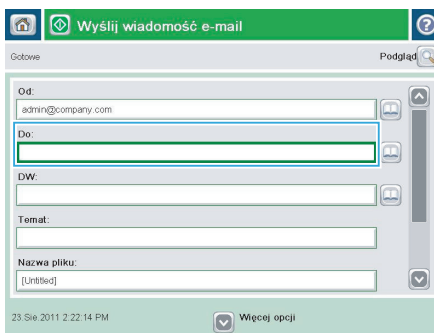 Wyślij wiadomość e-mail
?
Gotowe
Podgląd
Od:
admin@company.com
Do:
DW:
Temat:
Nazwa pliku:
[Untitled]
23.Sie.2011 2:22:14 PM
Więcej opcji